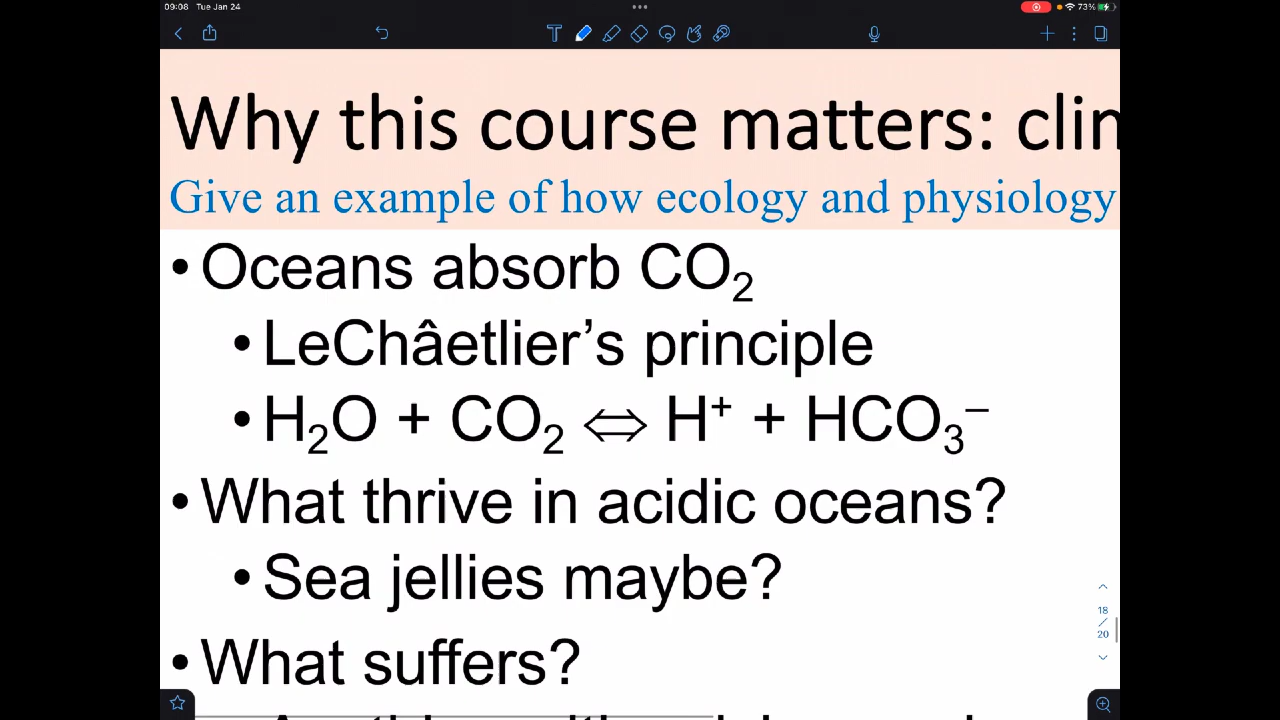 09:08 Tue Jan 24
73%
Why this course matters: clim
Give an example of how ecology and physiology
• Oceans absorb CO₂
• LeChâetlier’s principle
• H₂O + CO₂ ⇔ H⁺ + HCO₃⁻
• What thrive in acidic oceans?
• Sea jellies maybe?
18
/
20
• What suffers?